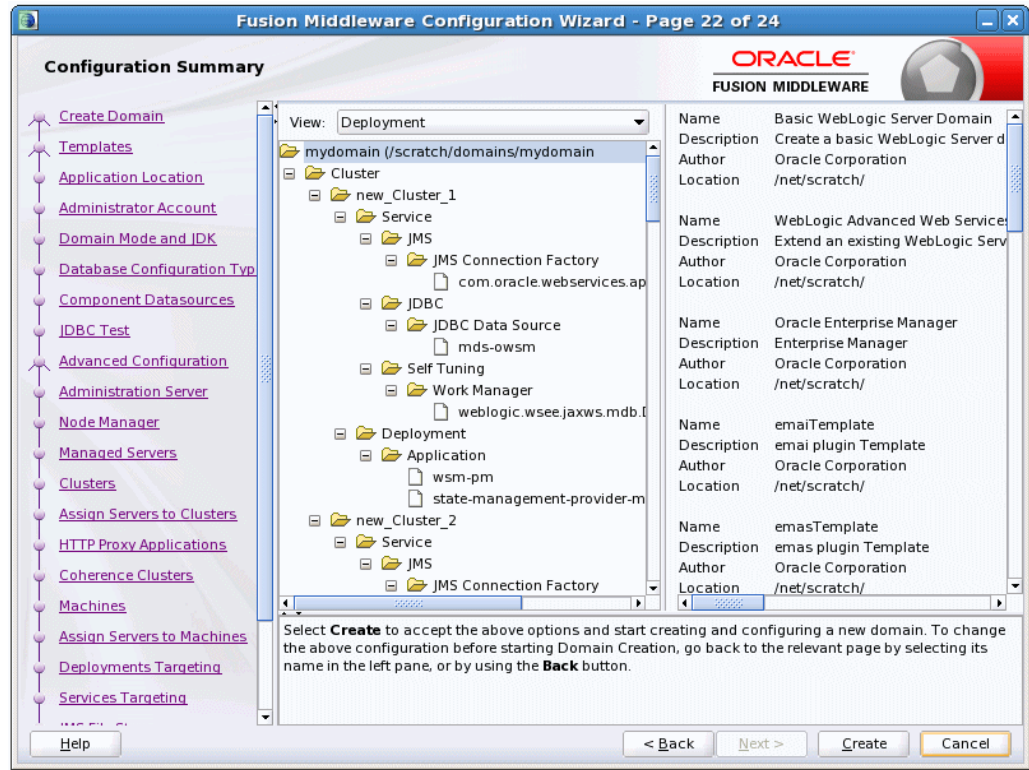 Fusion Middleware Configuration Wizard - Page 22 of 24
Configuration Summary
ORACLE
FUSION MIDDLEWARE
Create Domain
Templates
Application Location
Administrator Account
Domain Mode and JDK
Database Configuration Typ
Component Datasources
JDBC Test
Advanced Configuration
Administration Server
Node Manager
Managed Servers
Clusters
Assign Servers to Clusters
HTTP Proxy Applications
Coherence Clusters
Machines
Assign Servers to Machines
Deployments Targeting
Services Targeting
View: Deployment
mydomain (/scratch/domains/mydomain
Cluster
new_Cluster_1
Service
JMS
JMS Connection Factory
com.oracle.webservices.ap
JDBC
JDBC Data Source
mds-owsm
Self Tuning
Work Manager
weblogic.wsee.jaxws.mdb.
Deployment
Application
wsm-pm
state-management-provider-m
new_Cluster_2
Service
JMS
JMS Connection Factory
Name Basic WebLogic Server Domain
Description Create a basic WebLogic Server d
Author Oracle Corporation
Location /net/scratch/
Name WebLogic Advanced Web Services
Description Extend an existing WebLogic Serv
Author Oracle Corporation
Location /net/scratch/
Name Oracle Enterprise Manager
Description Enterprise Manager
Author Oracle Corporation
Location /net/scratch/
Name emaiTemplate
Description emai plugin Template
Author Oracle Corporation
Location /net/scratch/
Name emasTemplate
Description emas plugin Template
Author Oracle Corporation
Location /net/scratch/
Select Create to accept the above options and start creating and configuring a new domain. To change
the above configuration before starting Domain Creation, go back to the relevant page by selecting its
name in the left pane, or by using the Back button.
Help
< Back
Next >
Create
Cancel